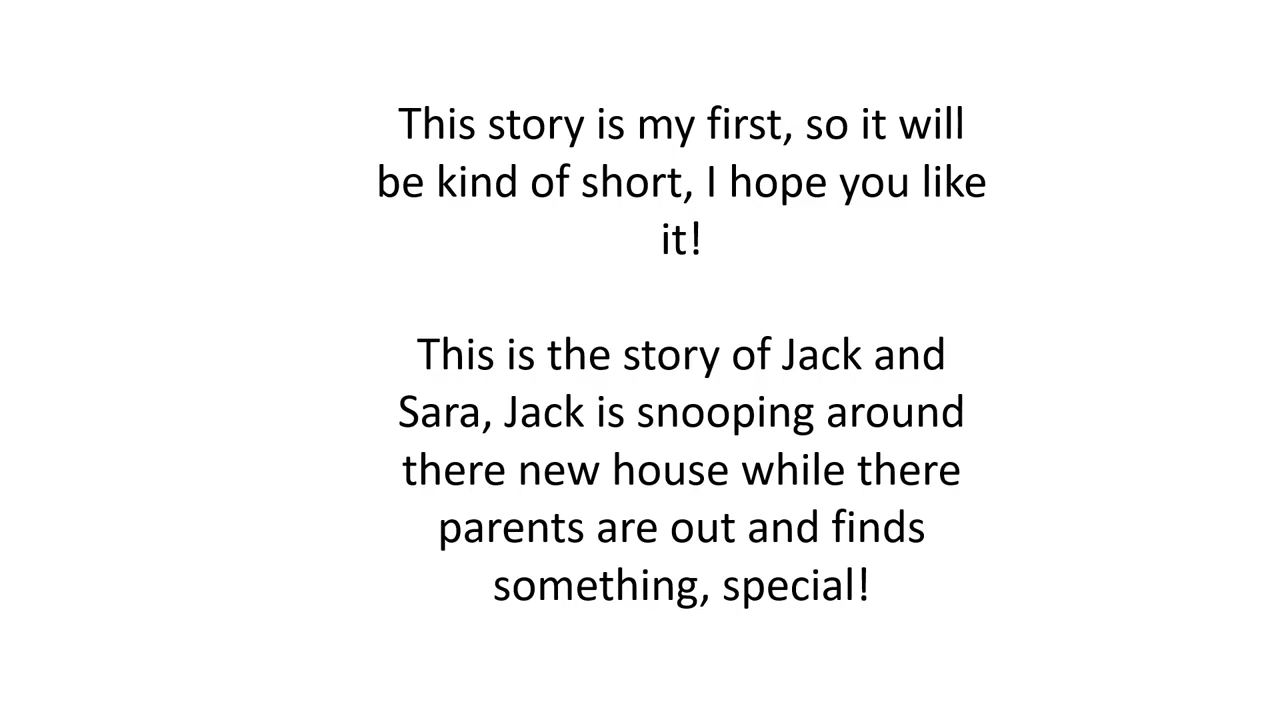 This story is my first, so it will
be kind of short, I hope you like
it!
This is the story of Jack and
Sara, Jack is snooping around
there new house while there
parents are out and finds
something, special!